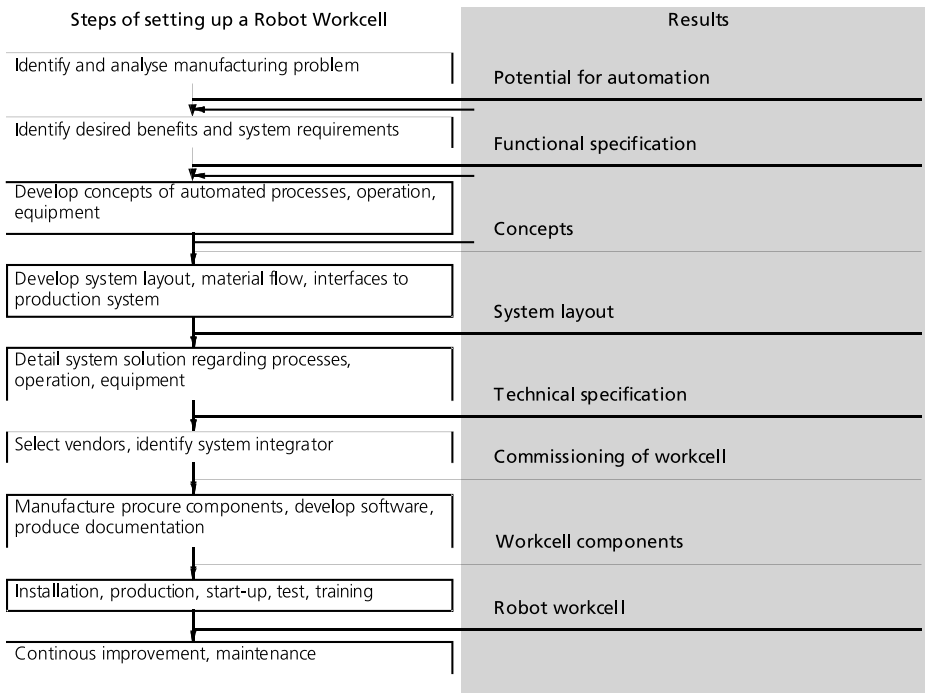 Steps of setting up a Robot Workcell
Results
Identify and analyse manufacturing problem
Potential for automation
Identify desired benefits and system requirements
Functional specification
Develop concepts of automated processes, operation,
equipment
Concepts
Develop system layout, material flow, interfaces to
production system
System layout
Detail system solution regarding processes,
operation, equipment
Technical specification
Select vendors, identify system integrator
Commissioning of workcell
Manufacture procure components, develop software,
produce documentation
Workcell components
Installation, production, start-up, test, training
Robot workcell
Continous improvement, maintenance